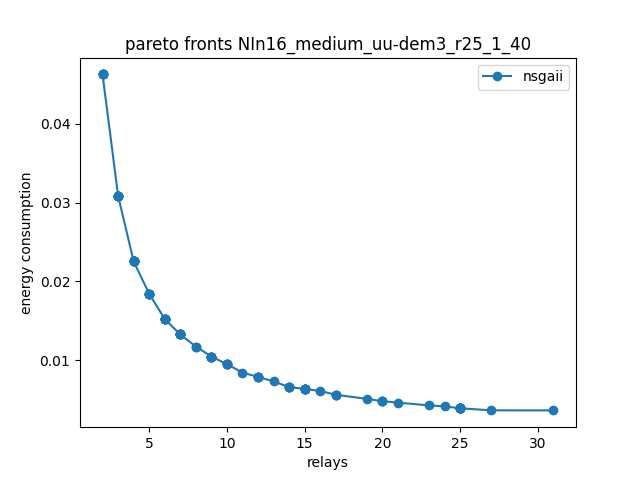 pareto fronts NIn16_medium_uu-dem3_r25_1_40
nsgaii
0.04
0.03
0.02
0.01
energy consumption
5 10 15 20 25 30
relays